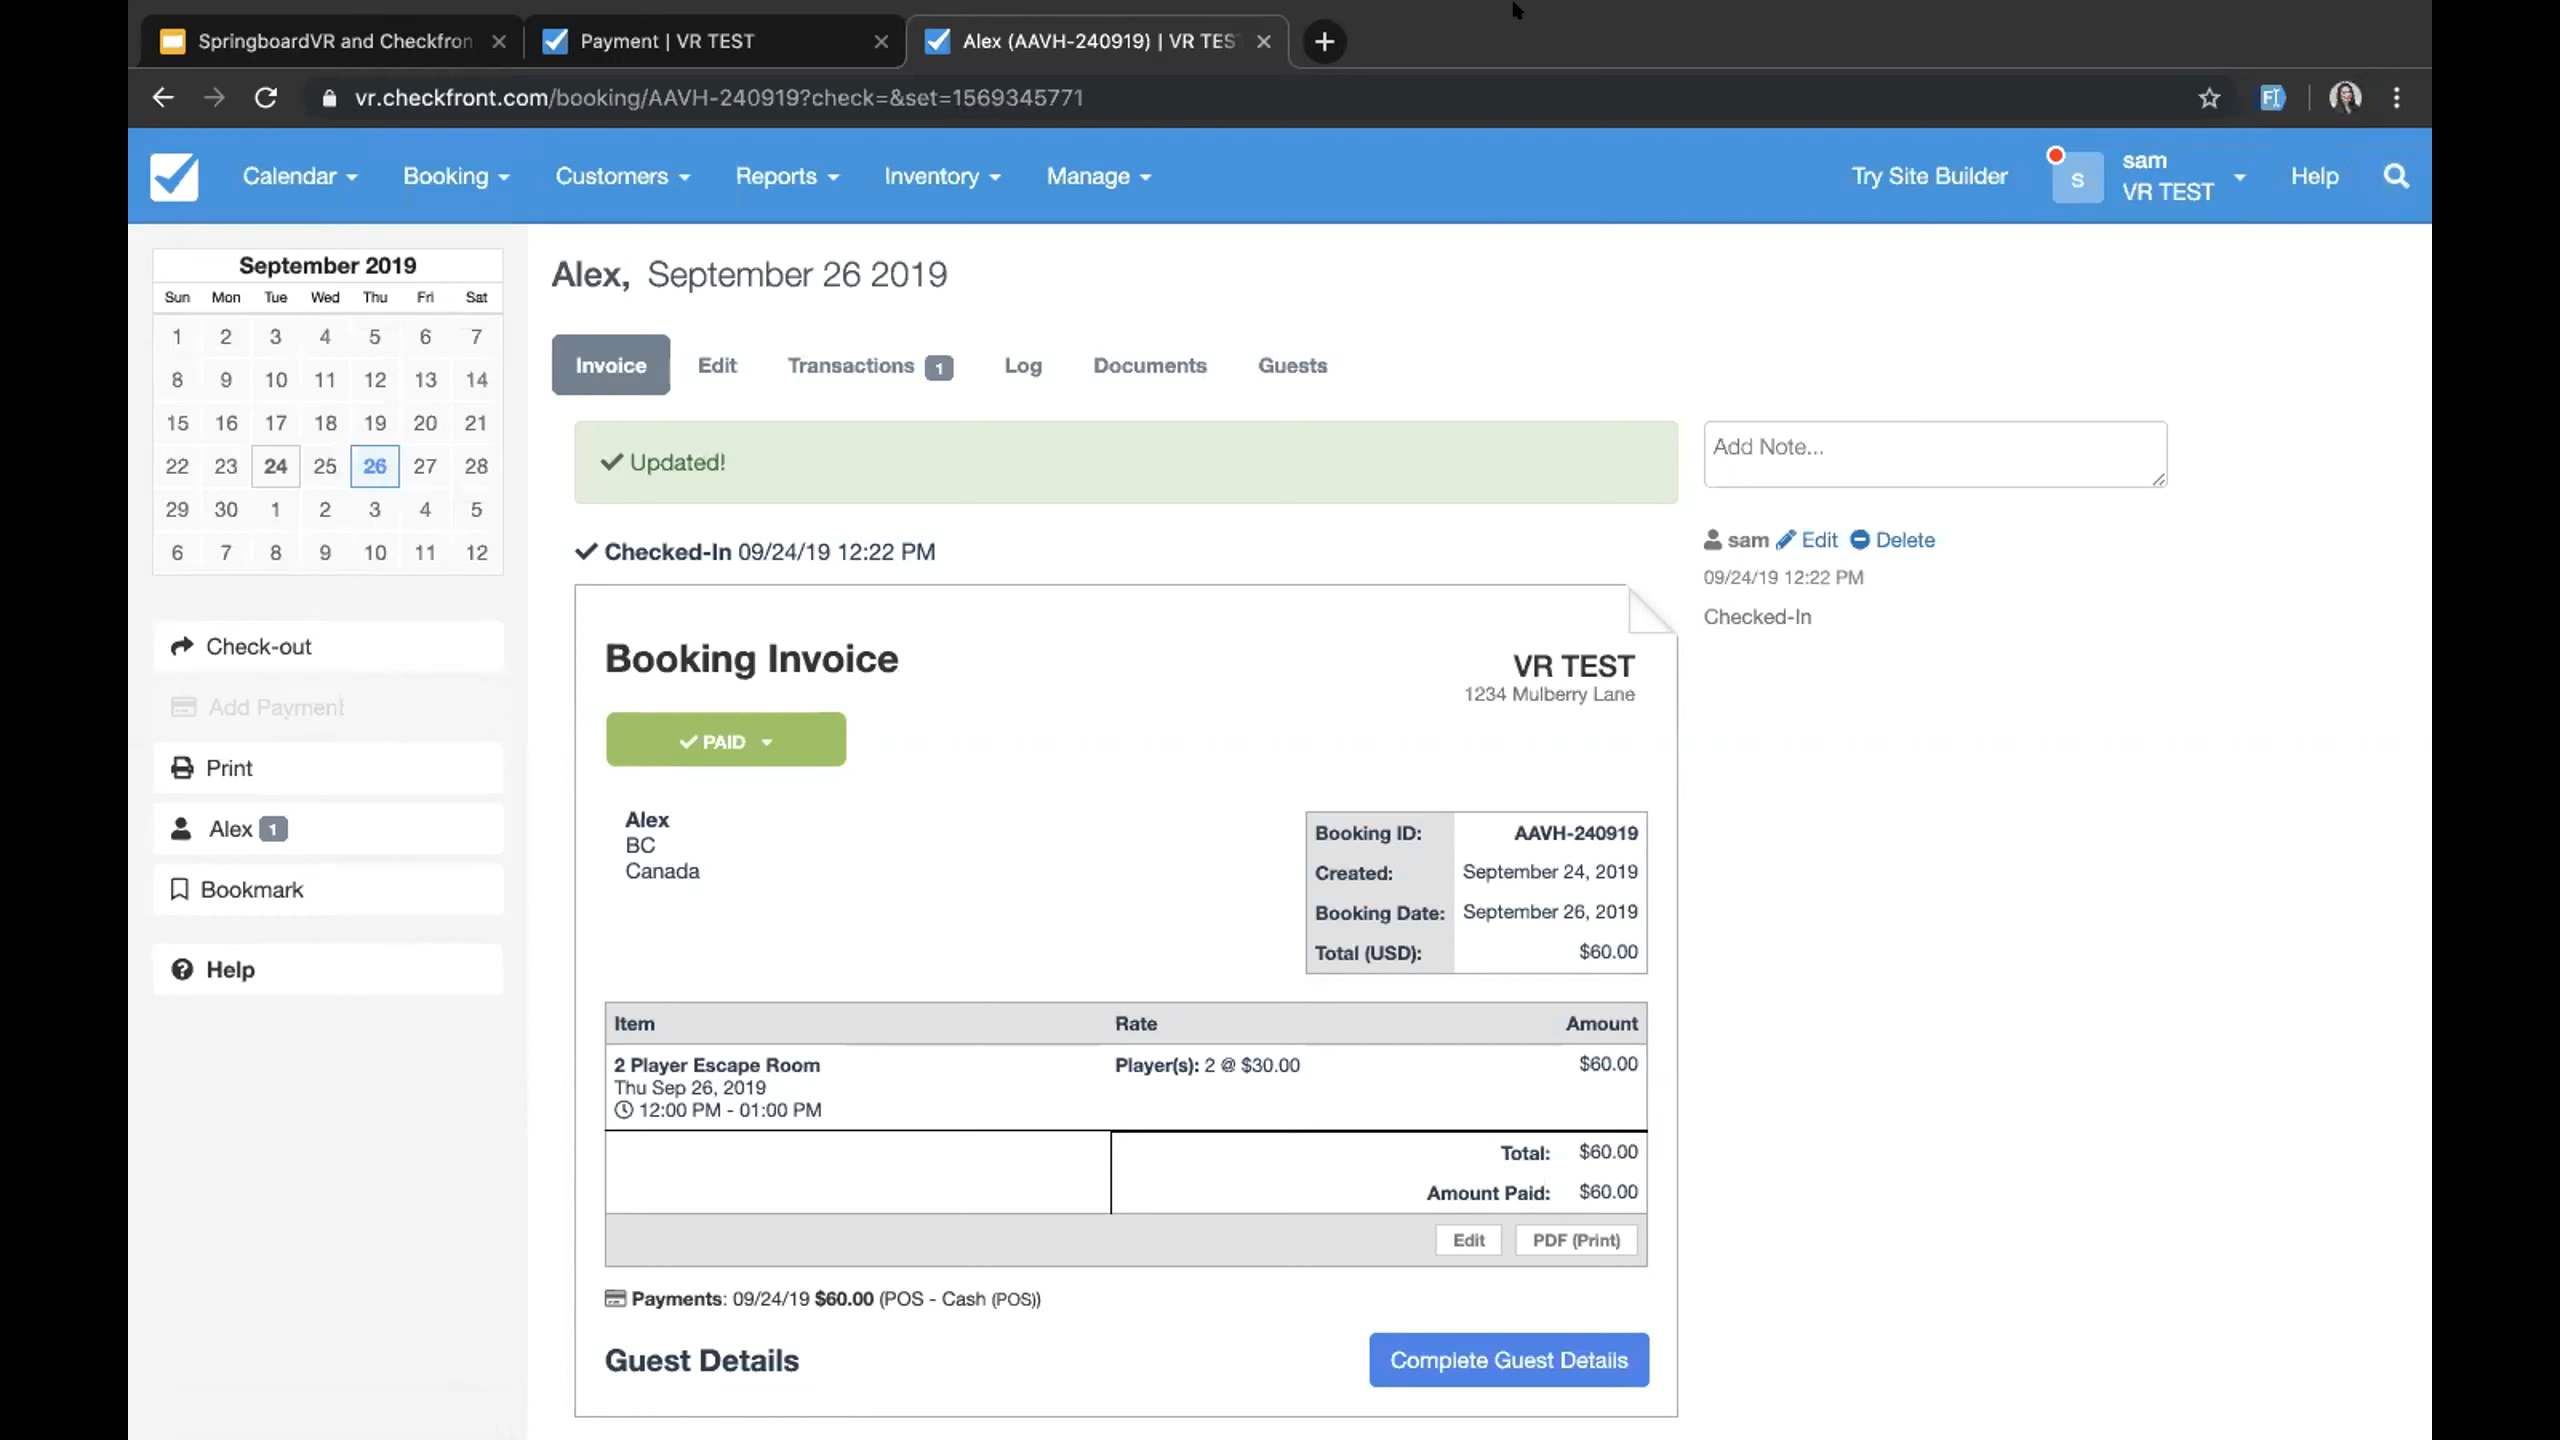 SpringboardVR and Checkfron
Payment | VR TEST
Alex (AAVH-240919) | VR TES
vr.checkfront.com/booking/AAVH-240919?check=&set=1569345771
Calendar
Booking
Customers
Reports
Inventory
Manage
Try Site Builder
S
sam
VR TEST
Help
September 2019
Sun Mon Tue Wed Thu Fri Sat
1 2 3 4 5 6 7
8 9 10 11 12 13 14
15 16 17 18 19 20 21
22 23 24 25 26 27 28
29 30 1 2 3 4 5
6 7 8 9 10 11 12
Check-out
Add Payment
Print
Alex 1
Bookmark
Help
Alex, September 26 2019
Invoice
Edit
Transactions 1
Log
Documents
Guests
Updated!
Checked-In 09/24/19 12:22 PM
Add Note...
sam Edit Delete
09/24/19 12:22 PM
Checked-In
Booking Invoice
VR TEST
1234 Mulberry Lane
PAID
Alex
BC
Canada
Booking ID: AAVH-240919
Created: September 24, 2019
Booking Date: September 26, 2019
Total (USD): $60.00
Item Rate Amount
2 Player Escape Room Player(s): 2 @ $30.00 $60.00
Thu Sep 26, 2019
12:00 PM - 01:00 PM
Total: $60.00
Amount Paid: $60.00
Edit PDF (Print)
Payments: 09/24/19 $60.00 (POS - Cash (POS))
Guest Details
Complete Guest Details